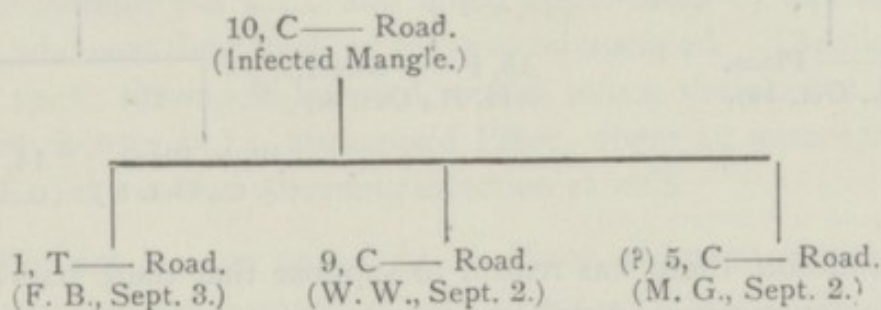 10, C—— Road.
(Infected Mangle.)
1, T—— Road. 9, C—— Road. (?) 5, C—— Road.
(F. B., Sept. 3.) (W. W., Sept. 2.) (M. G., Sept. 2.)